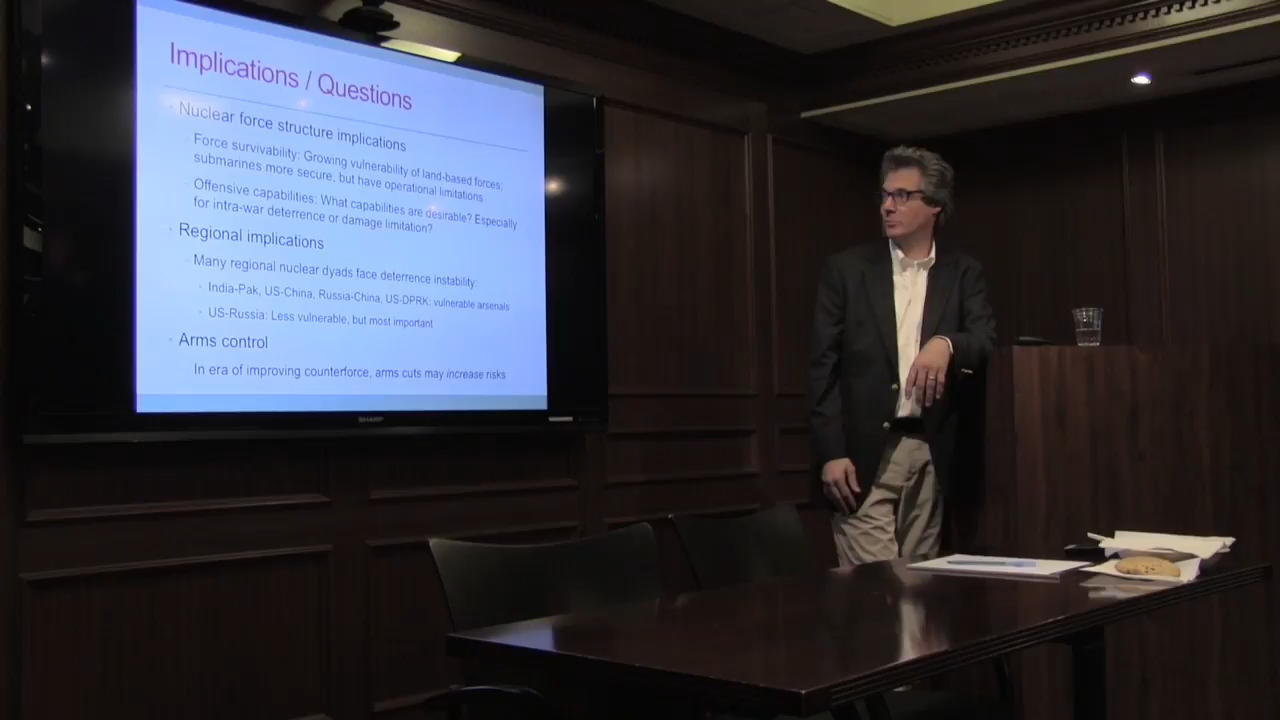 Implications / Questions
Nuclear force structure implications
Force survivability: Growing vulnerability of land-based forces;
submarines more secure, but have operational limitations
Offensive capabilities: What capabilities are desirable? Especially
for intra-war deterrence or damage limitation?
Regional implications
Many regional nuclear dyads face deterrence instability:
India-Pak, US-China, Russia-China, US-DPRK: vulnerable arsenals
US-Russia: Less vulnerable, but most important
Arms control
In era of improving counterforce, arms cuts may increase risks
SHARP